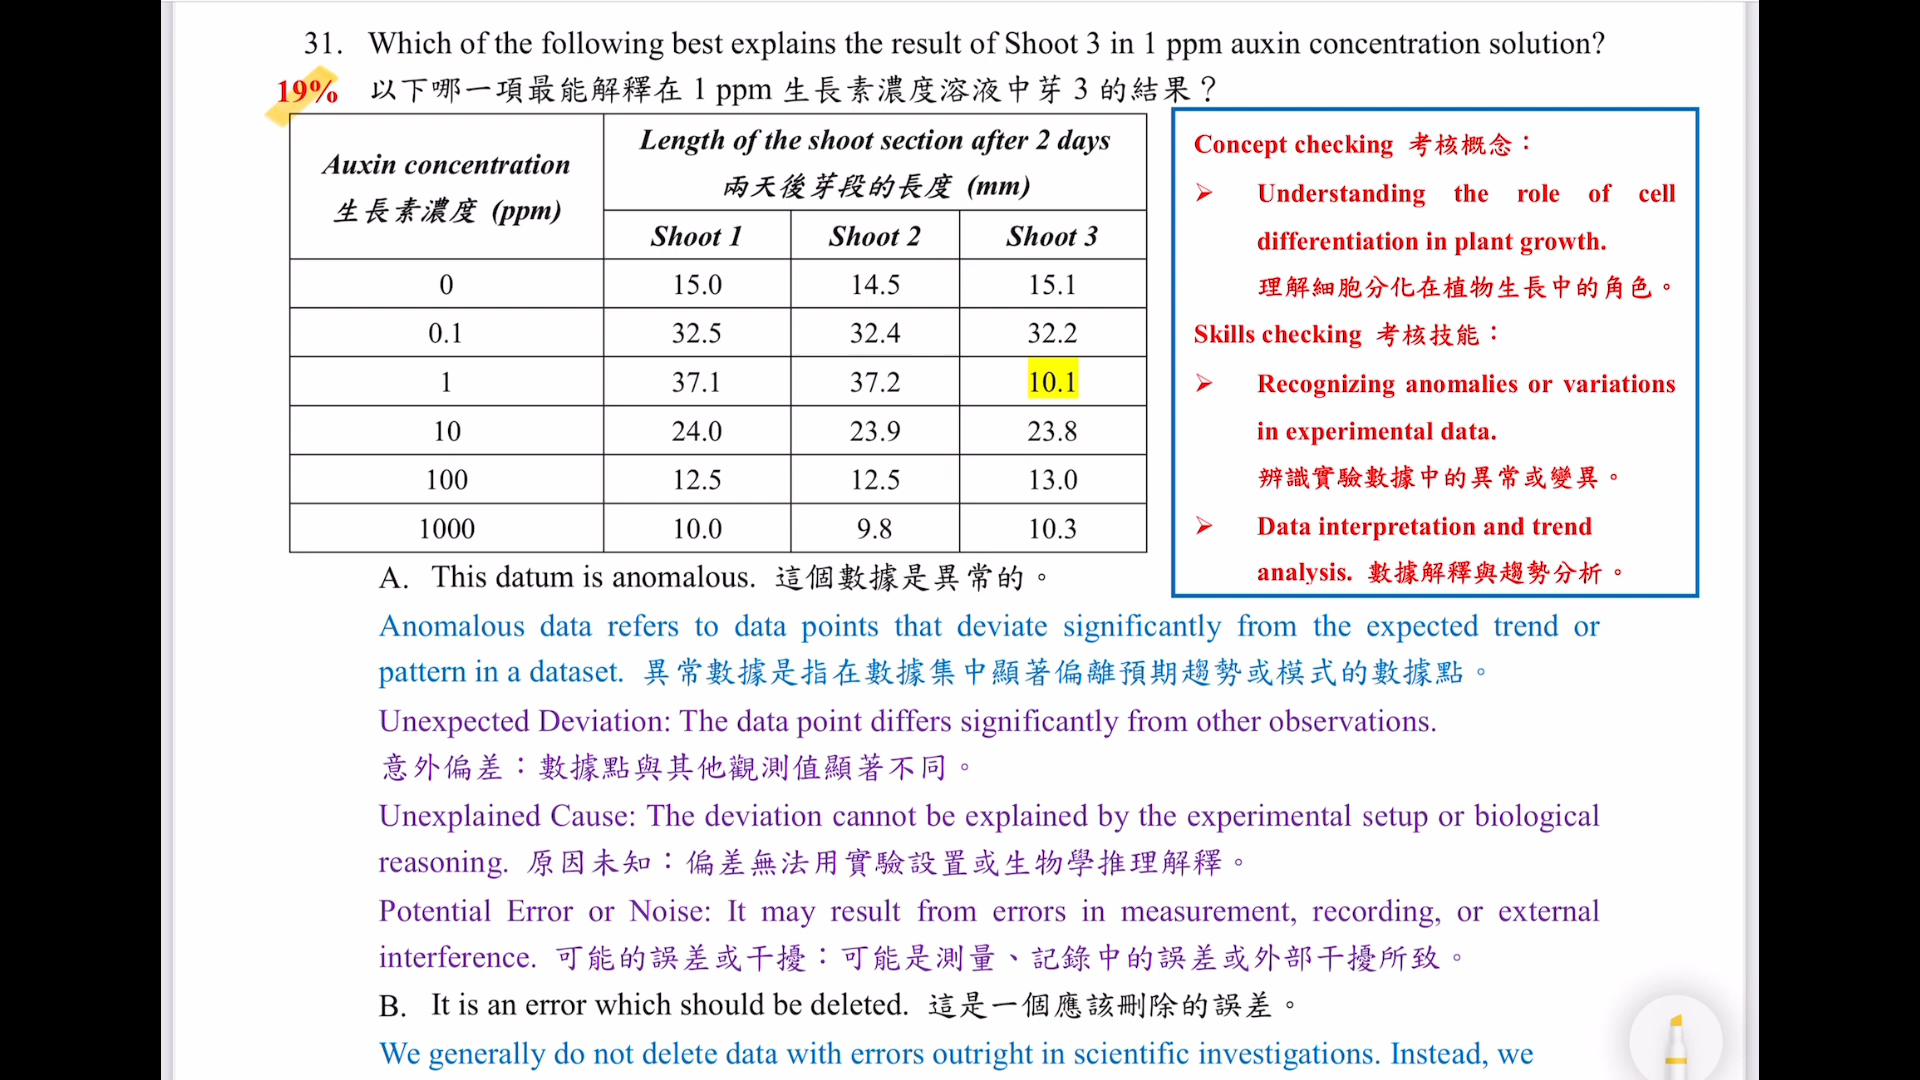 31. Which of the following best explains the result of Shoot 3 in 1 ppm auxin concentration solution?
19% 以下哪一項最能解釋在 1 ppm 生長素濃度溶液中芽 3 的結果？
Auxin concentration
生長素濃度 (ppm)
Length of the shoot section after 2 days
兩天後芽段的長度 (mm)
Shoot 1 Shoot 2 Shoot 3
0 15.0 14.5 15.1
0.1 32.5 32.4 32.2
1 37.1 37.2 10.1
10 24.0 23.9 23.8
100 12.5 12.5 13.0
1000 10.0 9.8 10.3
Concept checking 考核概念：
➢ Understanding the role of cell
differentiation in plant growth.
理解細胞分化在植物生長中的角色。
Skills checking 考核技能：
➢ Recognizing anomalies or variations
in experimental data.
辨識實驗數據中的異常或變異。
➢ Data interpretation and trend
analysis. 數據解釋與趨勢分析。
A. This datum is anomalous. 這個數據是異常的。
Anomalous data refers to data points that deviate significantly from the expected trend or
pattern in a dataset. 異常數據是指在數據集中顯著偏離預期趨勢或模式的數據點。
Unexpected Deviation: The data point differs significantly from other observations.
意外偏差：數據點與其他觀測值顯著不同。
Unexplained Cause: The deviation cannot be explained by the experimental setup or biological
reasoning. 原因未知：偏差無法用實驗設置或生物學推理解釋。
Potential Error or Noise: It may result from errors in measurement, recording, or external
interference. 可能的誤差或干擾：可能是測量、記錄中的誤差或外部干擾所致。
B. It is an error which should be deleted. 這是一個應該刪除的誤差。
We generally do not delete data with errors outright in scientific investigations. Instead, we